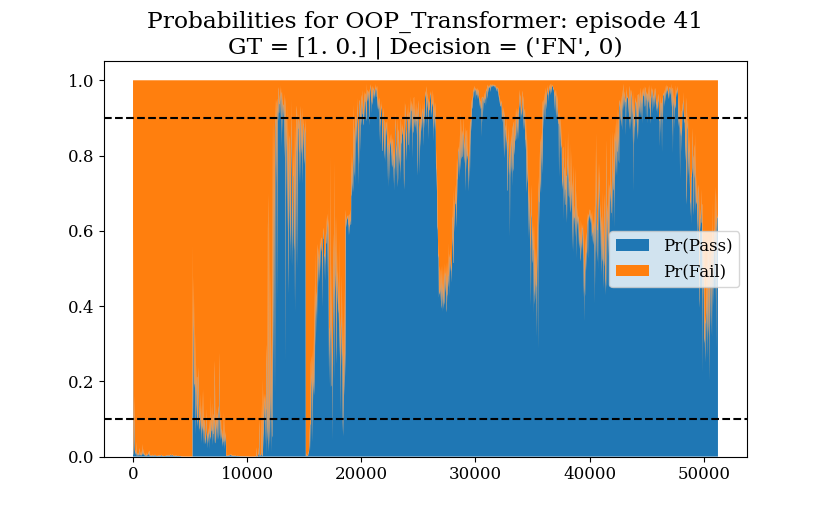 Probabilities for OOP_Transformer: episode 41
GT = [1. 0.] | Decision = ('FN', 0)
1.0
0.8
0.6
0.4
0.2
0.0
Pr(Pass)
Pr(Fail)
0 10000 20000 30000 40000 50000